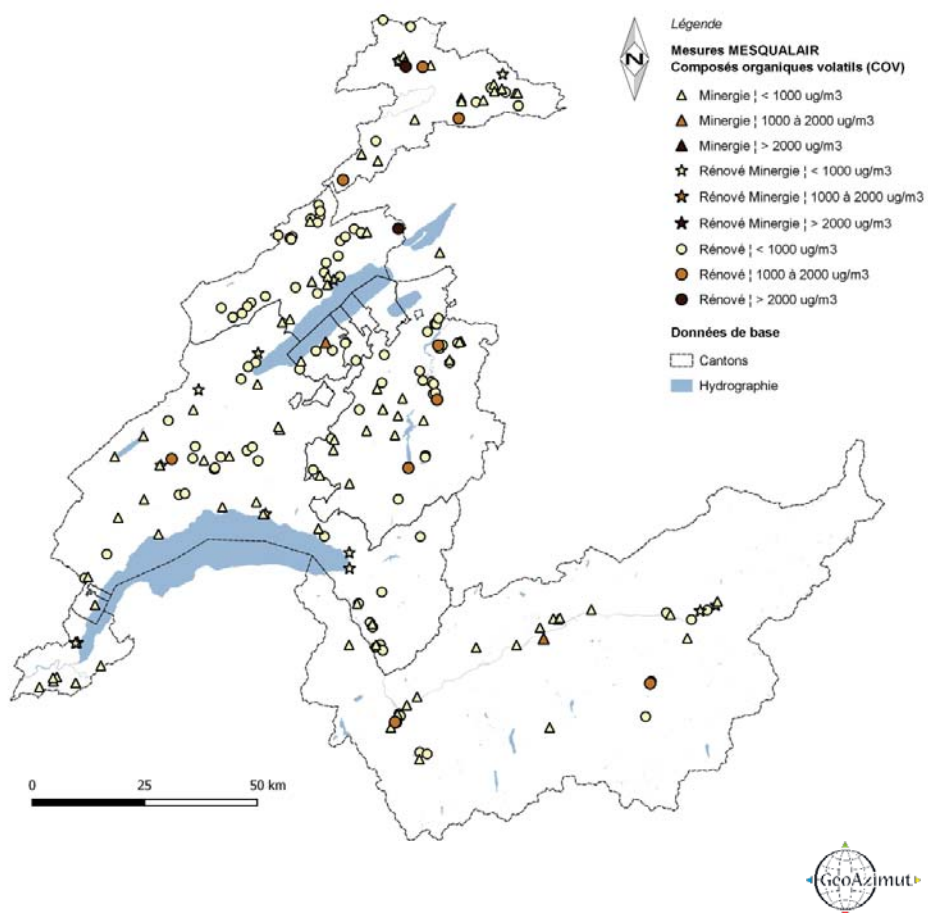 Légende
Mesures MESQUALAIR
Composés organiques volatils (COV)
N
Minergie ¦ < 1000 ug/m3
Minergie ¦ 1000 à 2000 ug/m3
Minergie ¦ > 2000 ug/m3
Rénové Minergie ¦ < 1000 ug/m3
Rénové Minergie ¦ 1000 à 2000 ug/m3
Rénové Minergie ¦ > 2000 ug/m3
Rénové ¦ < 1000 ug/m3
Rénové ¦ 1000 à 2000 ug/m3
Rénové ¦ > 2000 ug/m3
Données de base
Cantons
Hydrographie
0 25 50 km
GeoAzimut